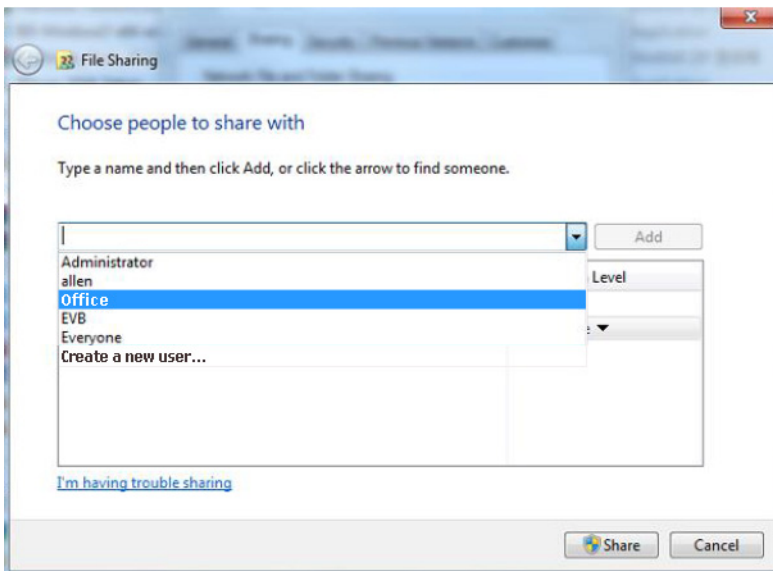 File Sharing
Choose people to share with
Type a name and then click Add, or click the arrow to find someone.
Add
Administrator
allen
Level
Office
EVB
Everyone
Create a new user...
I'm having trouble sharing
Share
Cancel